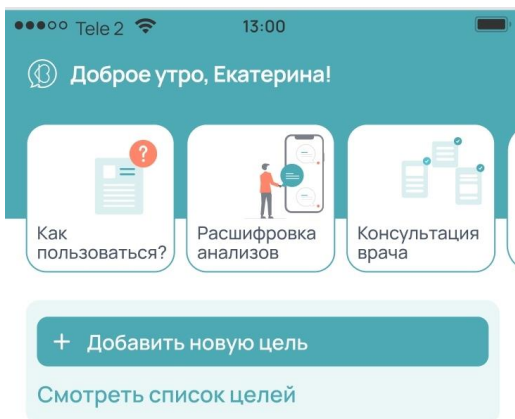 Tele 2 13:00
Доброе утро, Екатерина!
?
Как
пользоваться?
Расшифровка
анализов
Консультация
врача
+ Добавить новую цель
Смотреть список целей